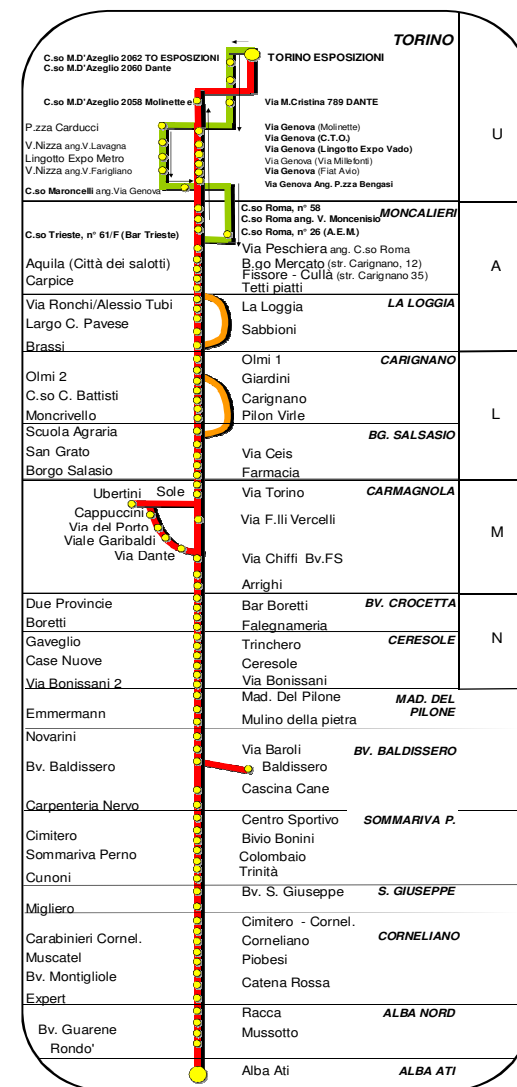 TORINO
C.so M.D'Azeglio 2062 TO ESPOSIZIONI
TORINO ESPOSIZIONI
C.so M.D'Azeglio 2060 Dante
C.so M.D'Azeglio 2058 Molinette e
Via M.Cristina 789 DANTE
P.zza Carducci
Via Genova (Molinette)
Via Genova (C.T.O.)
U
V.Nizza ang.V.Lavagna
Via Genova (Lingotto Expo Vado)
Lingotto Expo Metro
Via Genova (Via Millefonti)
V.Nizza ang.V.Farigliano
Via Genova (Fiat Avio)
C.so Maroncelli ang.Via Genova
Via Genova Ang. P.zza Bengasi
C.so Roma, n° 58
MONCALIERI
C.so Roma ang. V. Moncenisio
C.so Trieste, n° 61/F (Bar Trieste)
C.so Roma, n° 26 (A.E.M.)
Via Peschiera ang. C.so Roma
Aquila (Città dei salotti)
B.go Mercato (str. Carignano, 12)
A
Carpice
Fissore - Cullà (str. Carignano 35)
Tetti piatti
Via Ronchi/Alessio Tubi
La Loggia
LA LOGGIA
Largo C. Pavese
Sabbioni
Brassi
Olmi 1
CARIGNANO
Olmi 2
Giardini
C.so C. Battisti
Carignano
Moncrivello
Pilon Virle
L
Scuola Agraria
BG. SALSASIO
San Grato
Via Ceis
Borgo Salasio
Farmacia
Ubertini
Sole
Via Torino
CARMAGNOLA
Cappuccini
Via F.lli Vercelli
Via del Porto
M
Viale Garibaldi
Via Dante
Via Chiffi Bv.FS
Arrighi
Due Provincie
Bar Boretti
BV. CROCETTA
Boretti
Falegnameria
Gaveglio
Trinchero
CERESOLE
N
Case Nuove
Ceresole
Via Bonissani 2
Via Bonissani
Mad. Del Pilone
MAD. DEL
PILONE
Emmermann
Mulino della pietra
Novarini
Via Baroli
BV. BALDISSERO
Bv. Baldissero
Baldissero
Cascina Cane
Carpenteria Nervo
Centro Sportivo
SOMMARIVA P.
Cimitero
Bivio Bonini
Sommariva Perno
Colombaio
Cunoni
Trinità
Bv. S. Giuseppe
S. GIUSEPPE
Migliero
Cimitero - Cornel.
Carabinieri Cornel.
Corneliano
CORNELIANO
Muscatel
Piobesi
Bv. Montigliole
Catena Rossa
Expert
Racca
ALBA NORD
Bv. Guarene
Mussotto
Rondo'
Alba Ati
ALBA ATI